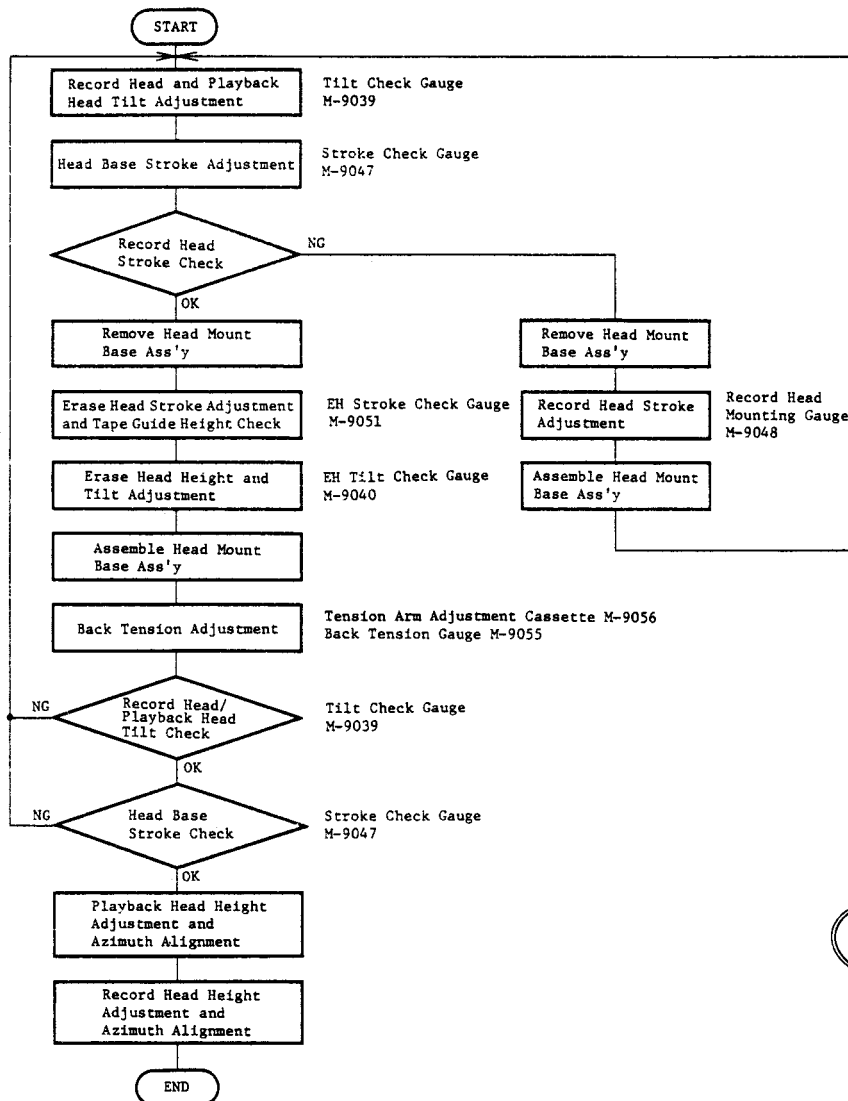 START
Record Head and Playback
Head Tilt Adjustment
Tilt Check Gauge
M-9039
Head Base Stroke Adjustment
Stroke Check Gauge
M-9047
Record Head
Stroke Check
NG
OK
Remove Head Mount
Base Ass'y
Remove Head Mount
Base Ass'y
Erase Head Stroke Adjustment
and Tape Guide Height Check
EH Stroke Check Gauge
M-9051
Record Head Stroke
Adjustment
Record Head
Mounting Gauge
M-9048
Erase Head Height and
Tilt Adjustment
EH Tilt Check Gauge
M-9040
Assemble Head Mount
Base Ass'y
Assemble Head Mount
Base Ass'y
Back Tension Adjustment
Tension Arm Adjustment Cassette M-9056
Back Tension Gauge M-9055
NG
Record Head/
Playback Head
Tilt Check
Tilt Check Gauge
M-9039
OK
NG
Head Base
Stroke Check
Stroke Check Gauge
M-9047
OK
Playback Head Height
Adjustment and
Azimuth Alignment
Record Head Height
Adjustment and
Azimuth Alignment
END